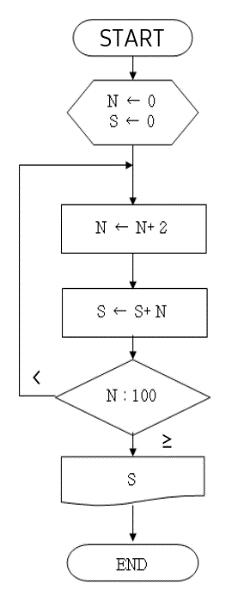 START
N ← 0
S ← 0
N ← N+ 2
S ← S+ N
N : 100
<
≥
S
END